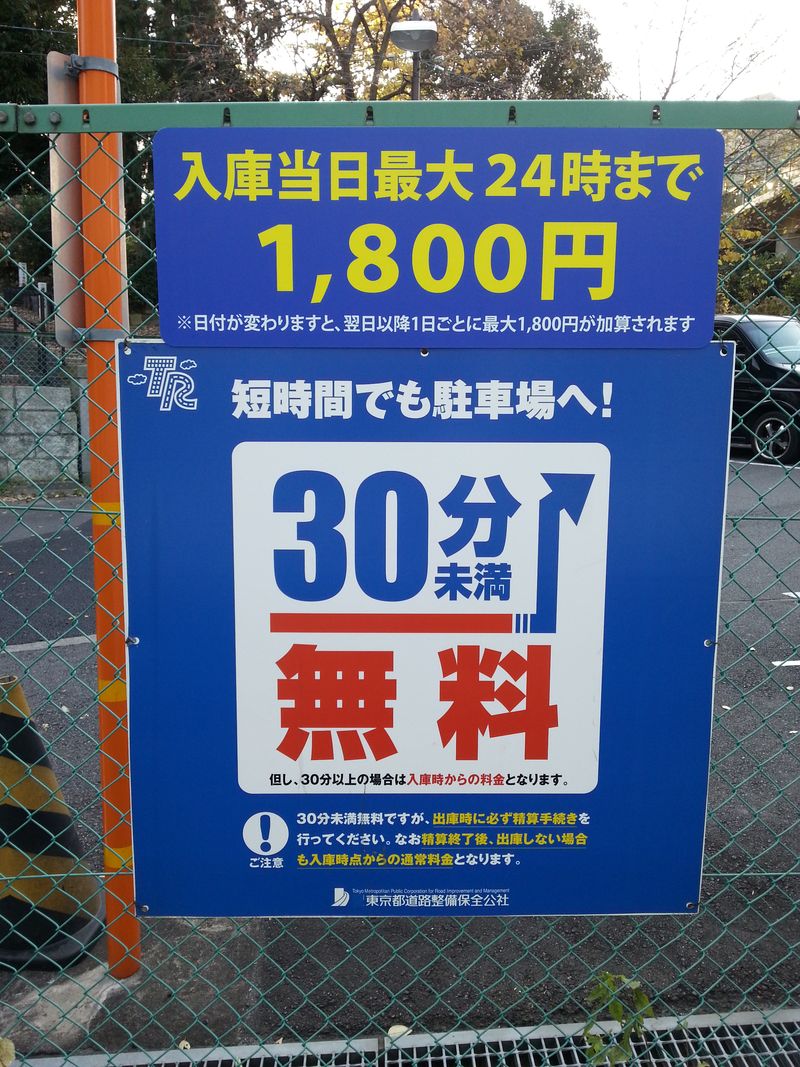 入庫当日最大24時まで
1,800円
※日付が変わりますと、翌日以降1日ごとに最大1,800円が加算されます
TR
短時間でも駐車場へ!
30分
未満
無料
但し、30分以上の場合は入庫時からの料金となります。
!
ご注意
30分未満無料ですが、出庫時に必ず精算手続きを
行ってください。なお精算終了後、出庫しない場合
も入庫時点からの通常料金となります。
Tokyo Metropolitan Public Corporation for Road Improvement and Management
東京都道路整備保全公社